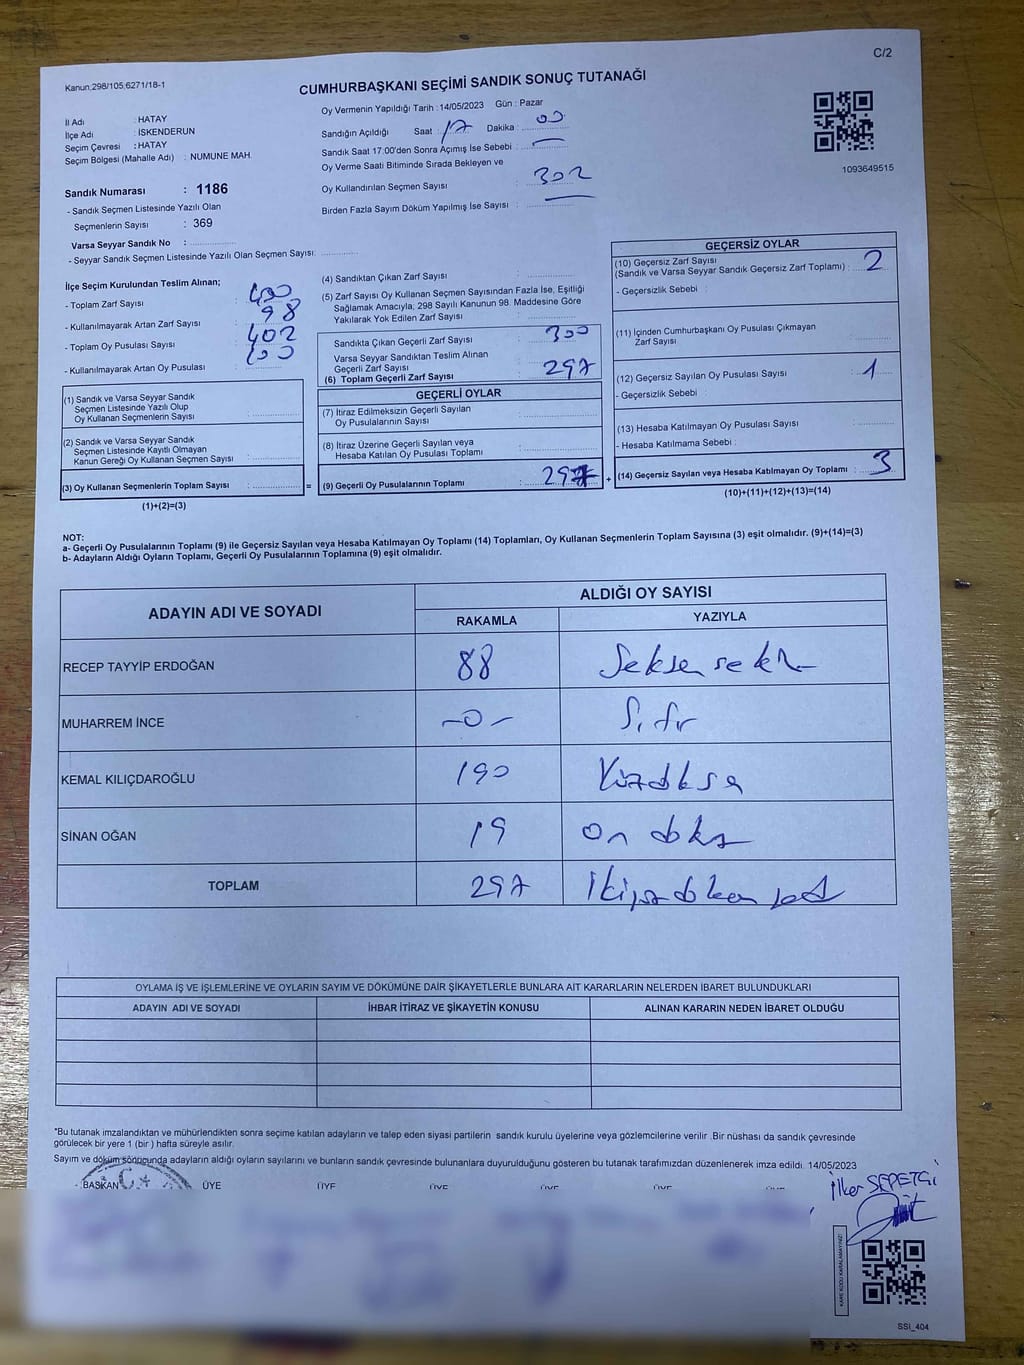 C/2
Kanun;298/105;6271/18-1
CUMHURBAŞKANI SEÇİMİ SANDIK SONUÇ TUTANAĞI
İl Adı : HATAY
İlçe Adı : İSKENDERUN
Seçim Çevresi : HATAY
Seçim Bölgesi (Mahalle Adı) : NUMUNE MAH.
Sandık Numarası : 1186
- Sandık Seçmen Listesinde Yazılı Olan
Seçmenlerin Sayısı : 369
Varsa Seyyar Sandık No :
- Seyyar Sandık Seçmen Listesinde Yazılı Olan Seçmen Sayısı:
Oy Vermenin Yapıldığı Tarih : 14/05/2023 Gün : Pazar
Sandığın Açıldığı Saat : 17 Dakika : 00
Sandık Saat 17:00'den Sonra Açımış İse Sebebi :
Oy Verme Saati Bitiminde Sırada Bekleyen ve
Oy Kullandırılan Seçmen Sayısı : 302
Birden Fazla Sayım Döküm Yapılmış İse Sayısı :
1093649515
İlçe Seçim Kurulundan Teslim Alınan;
- Toplam Zarf Sayısı : 400
- Kullanılmayarak Artan Zarf Sayısı : 98
- Toplam Oy Pusulası Sayısı : 402
- Kullanılmayarak Artan Oy Pusulası : 100
(1) Sandık ve Varsa Seyyar Sandık
Seçmen Listesinde Yazılı Olup
Oy Kullanan Seçmenlerin Sayısı :
(2) Sandık ve Varsa Seyyar Sandık
Seçmen Listesinde Kayıtlı Olmayan
Kanun Gereği Oy Kullanan Seçmen Sayısı :
(3) Oy Kullanan Seçmenlerin Toplam Sayısı : =
(1)+(2)=(3)
(4) Sandıktan Çıkan Zarf Sayısı :
(5) Zarf Sayısı Oy Kullanan Seçmen Sayısından Fazla İse, Eşitliği
Sağlamak Amacıyla; 298 Sayılı Kanunun 98. Maddesine Göre
Yakılarak Yok Edilen Zarf Sayısı :
Sandıkta Çıkan Geçerli Zarf Sayısı : 300
Varsa Seyyar Sandıktan Teslim Alınan
Geçerli Zarf Sayısı : 297
(6) Toplam Geçerli Zarf Sayısı
GEÇERLİ OYLAR
(7) İtiraz Edilmeksizin Geçerli Sayılan
Oy Pusulalarının Sayısı :
(8) İtiraz Üzerine Geçerli Sayılan veya
Hesaba Katılan Oy Pusulası Toplamı :
(9) Geçerli Oy Pusulalarının Toplamı : 297 +
GEÇERSİZ OYLAR
(10) Geçersiz Zarf Sayısı
(Sandık ve Varsa Seyyar Sandık Geçersiz Zarf Toplamı) : 2
- Geçersizlik Sebebi :
(11) İçinden Cumhurbaşkanı Oy Pusulası Çıkmayan
Zarf Sayısı :
(12) Geçersiz Sayılan Oy Pusulası Sayısı : 1
- Geçersizlik Sebebi :
(13) Hesaba Katılmayan Oy Pusulası Sayısı :
- Hesaba Katılmama Sebebi :
(14) Geçersiz Sayılan veya Hesaba Katılmayan Oy Toplamı : 3
(10)+(11)+(12)+(13)=(14)
NOT:
a- Geçerli Oy Pusulalarının Toplamı (9) ile Geçersiz Sayılan veya Hesaba Katılmayan Oy Toplamı (14) Toplamları, Oy Kullanan Seçmenlerin Toplam Sayısına (3) eşit olmalıdır. (9)+(14)=(3)
b- Adayların Aldığı Oyların Toplamı, Geçerli Oy Pusulalarının Toplamına (9) eşit olmalıdır.
ADAYIN ADI VE SOYADI
ALDIĞI OY SAYISI
RAKAMLA YAZIYLA
RECEP TAYYİP ERDOĞAN 88 Seksen sekiz
MUHARREM İNCE -0- Sıfır
KEMAL KILIÇDAROĞLU 190 Yüzdoksan
SİNAN OĞAN 19 On dokuz
TOPLAM 297 İkiyüzdoksan yedi
OYLAMA İŞ VE İŞLEMLERİNE VE OYLARIN SAYIM VE DÖKÜMÜNE DAİR ŞİKAYETLERLE BUNLARA AİT KARARLARIN NELERDEN İBARET BULUNDUKLARI
ADAYIN ADI VE SOYADI İHBAR İTİRAZ VE ŞİKAYETİN KONUSU ALINAN KARARIN NEDEN İBARET OLDUĞU
*Bu tutanak imzalandıktan ve mühürlendikten sonra seçime katılan adayların ve talep eden siyasi partilerin sandık kurulu üyelerine veya gözlemcilerine verilir .Bir nüshası da sandık çevresinde
görülecek bir yere 1 (bir ) hafta süreyle asılır.
Sayım ve döküm sonucunda adayların aldığı oyların sayılarını ve bunların sandık çevresinde bulunanlara duyurulduğunu gösteren bu tutanak tarafımızdan düzenlenerek imza edildi. 14/05/2023
BAŞKAN ÜYE ÜYE ÜYE ÜYE ÜYE ÜYE
İlker SEPETÇİ
KARE KODU KARALAMAYINIZ!
SSİ_404